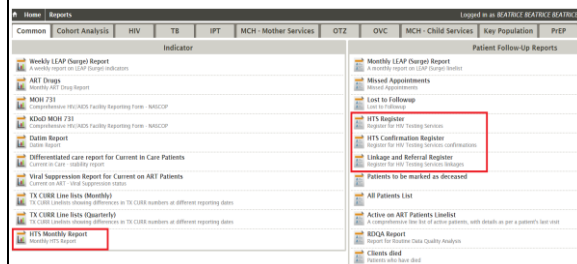 Home Reports
Logged in as BEATRICE BEATRICE BEATRICE
Common Cohort Analysis HIV TB IPT MCH - Mother Services OTZ OVC MCH - Child Services Key Population PrEP
Indicator
Weekly LEAP (Surge) Report
A weekly report on LEAP (Surge) indicators
ART Drugs
Monthly ART Drug Report
MOH 731
Comprehensive HIV/AIDS Facility Reporting Form - NASCOP
KDoD MOH 731
Comprehensive HIV/AIDS Facility Reporting Form - NASCOP
Datim Report
Datim Report
Differentiated care report for Current In Care Patients
Current in Care - stability report
Viral Suppression Report for Current on ART Patients
Current on ART - Viral Suppression status
TX CURR Line lists (Monthly)
TX CURR Linelists showing differences in TX CURR numbers at different reporting dates
TX CURR Line lists (Quarterly)
TX CURR Linelists showing differences in TX CURR numbers at different reporting dates
HTS Monthly Report
Monthly HTS Report
Patient Follow-Up Reports
Monthly LEAP (Surge) Report
A monthly report on LEAP (Surge) linelist
Missed Appointments
Missed Appointments
Lost to Followup
Lost to Followup
HTS Register
Register for HIV Testing Services
HTS Confirmation Register
Register for HIV Testing Services confirmations
Linkage and Referral Register
Register for HIV Testing Services linkages
Patients to be marked as deceased
All Patients List
Active on ART Patients Linelist
A comprehensive line list of active patients, with details as per a patient's last visit
RDQA Report
Report for Routine Data Quality Analysis
Clients died
Patients who have died